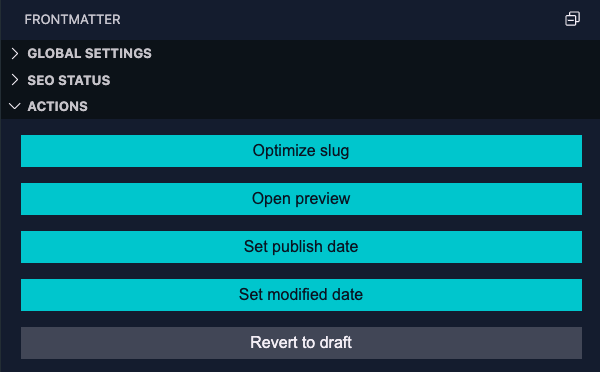 FRONTMATTER
GLOBAL SETTINGS
SEO STATUS
ACTIONS
Optimize slug
Open preview
Set publish date
Set modified date
Revert to draft